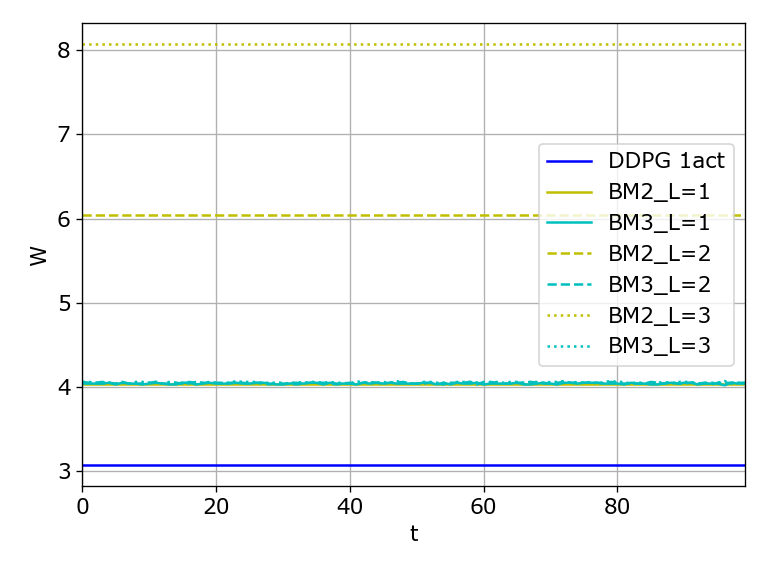 8
7
6
5
4
3
W
0
20
40
60
80
t
DDPG 1act
BM2_L=1
BM3_L=1
BM2_L=2
BM3_L=2
BM2_L=3
BM3_L=3